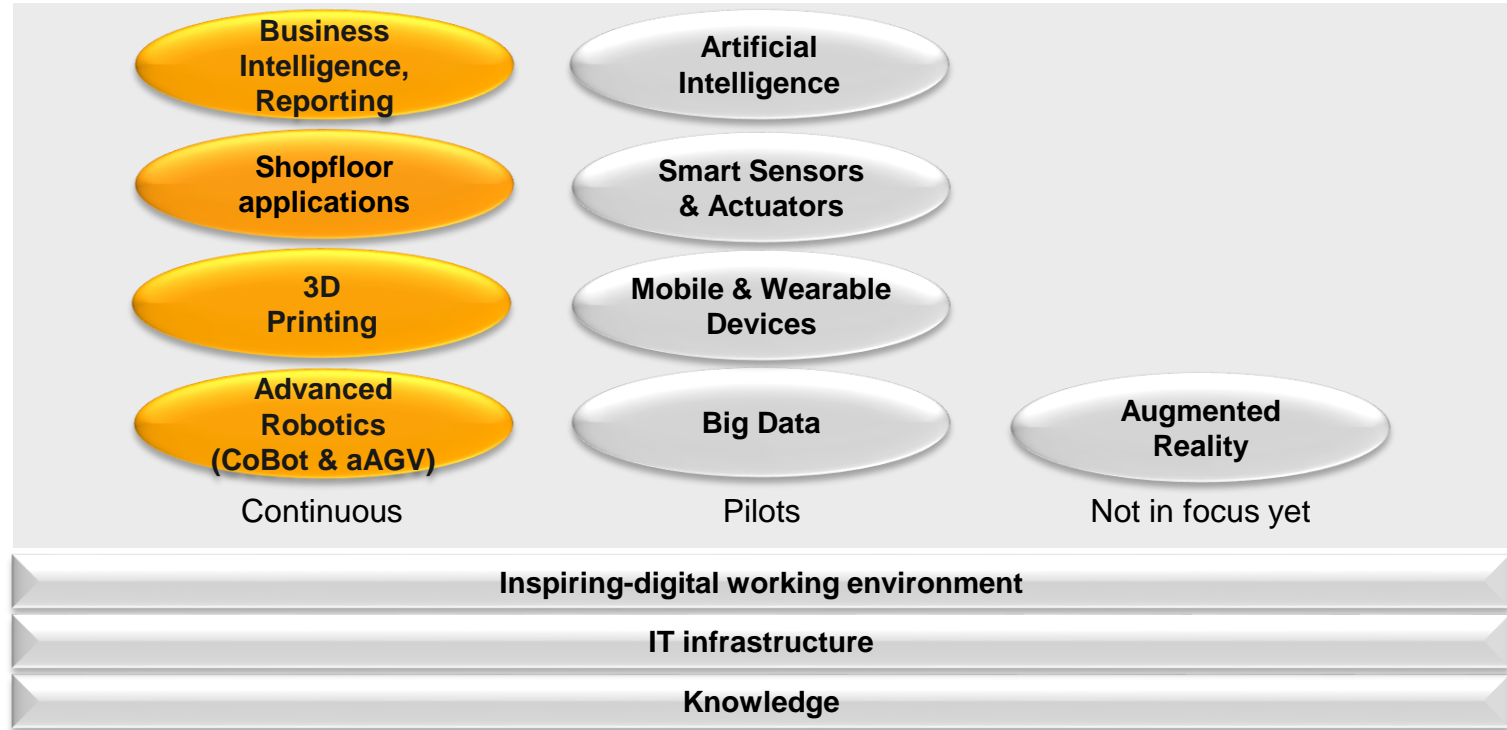 Business
Intelligence,
Reporting
Shopfloor
applications
3D
Printing
Advanced
Robotics
(CoBot & aAGV)
Continuous
Artificial
Intelligence
Smart Sensors
& Actuators
Mobile & Wearable
Devices
Big Data
Pilots
Augmented
Reality
Not in focus yet
Inspiring-digital working environment
IT infrastructure
Knowledge